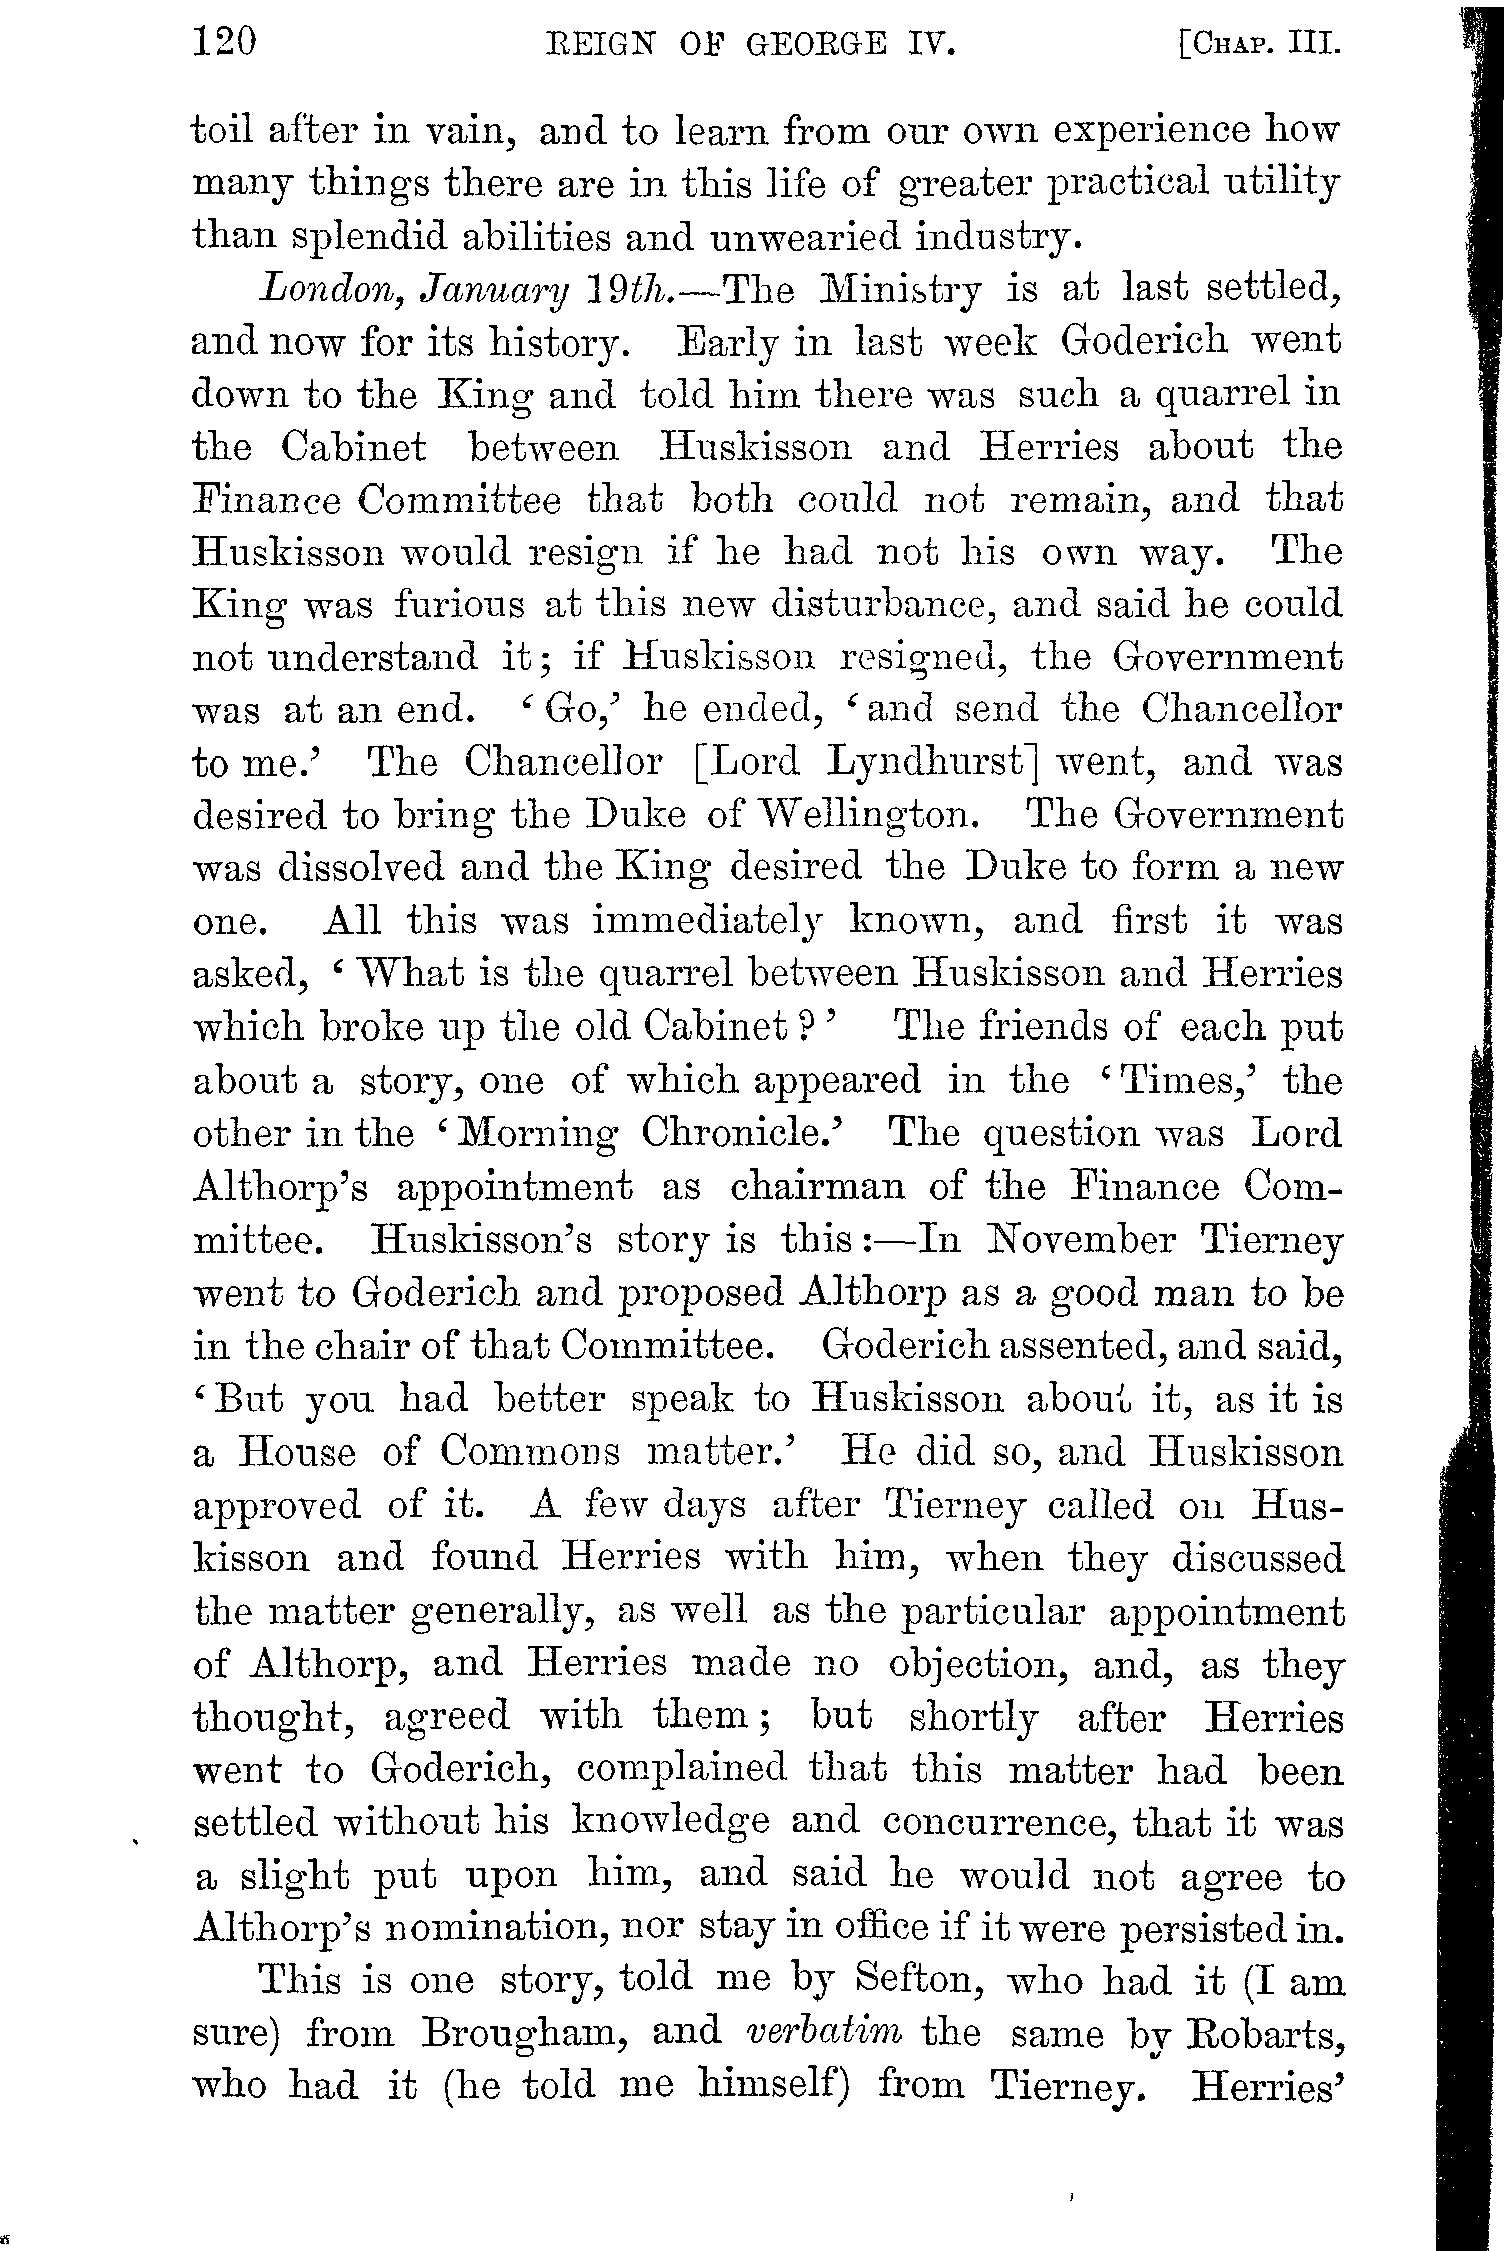 120 REIGN OF GEORGE IV. [CHAP. III.
toil after in vain, and to learn from our own experience how
many things there are in this life of greater practical utility
than splendid abilities and unwearied industry.
London, January 19th.—The Ministry is at last settled,
and now for its history. Early in last week Goderich went
down to the King and told him there was such a quarrel in
the Cabinet between Huskisson and Herries about the
Finance Committee that both could not remain, and that
Huskisson would resign if he had not his own way. The
King was furious at this new disturbance, and said he could
not understand it; if Huskisson resigned, the Government
was at an end. ‘Go,’ he ended, ‘and send the Chancellor
to me.’ The Chancellor [Lord Lyndhurst] went, and was
desired to bring the Duke of Wellington. The Government
was dissolved and the King desired the Duke to form a new
one. All this was immediately known, and first it was
asked, ‘What is the quarrel between Huskisson and Herries
which broke up the old Cabinet?’ The friends of each put
about a story, one of which appeared in the ‘Times,’ the
other in the ‘Morning Chronicle.’ The question was Lord
Althorp’s appointment as chairman of the Finance Com-
mittee. Huskisson’s story is this:—In November Tierney
went to Goderich and proposed Althorp as a good man to be
in the chair of that Committee. Goderich assented, and said,
‘But you had better speak to Huskisson about it, as it is
a House of Commons matter.’ He did so, and Huskisson
approved of it. A few days after Tierney called on Hus-
kisson and found Herries with him, when they discussed
the matter generally, as well as the particular appointment
of Althorp, and Herries made no objection, and, as they
thought, agreed with them; but shortly after Herries
went to Goderich, complained that this matter had been
settled without his knowledge and concurrence, that it was
a slight put upon him, and said he would not agree to
Althorp’s nomination, nor stay in office if it were persisted in.
This is one story, told me by Sefton, who had it (I am
sure) from Brougham, and verbatim the same by Robarts,
who had it (he told me himself) from Tierney. Herries’